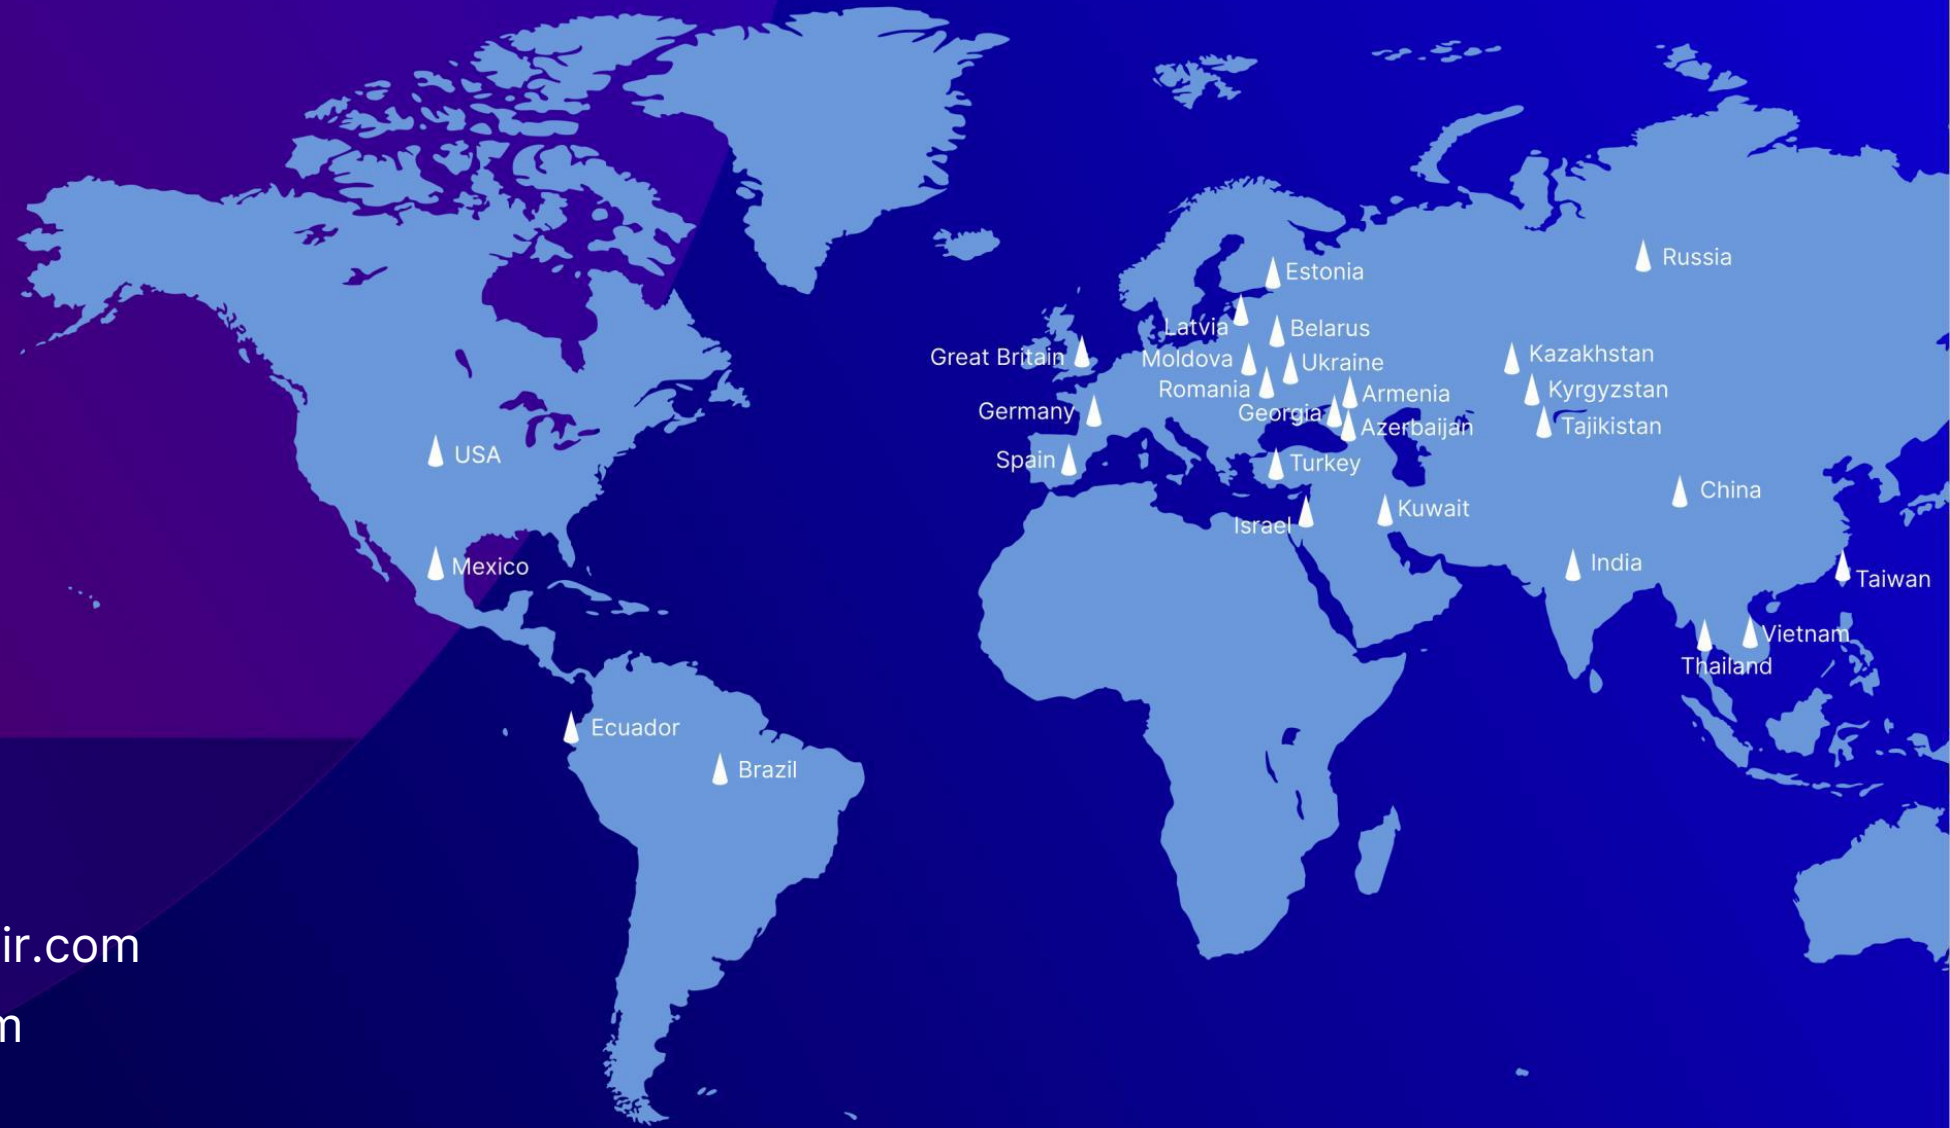 Russia
Estonia
Latvia
Belarus
Great Britain
Moldova
Ukraine
Kazakhstan
Romania
Armenia
Kyrgyzstan
Germany
Georgia
Azerbaijan
Tajikistan
USA
Spain
Turkey
China
Israel
Kuwait
Mexico
India
Taiwan
Vietnam
Thailand
Ecuador
Brazil
ir.com
m